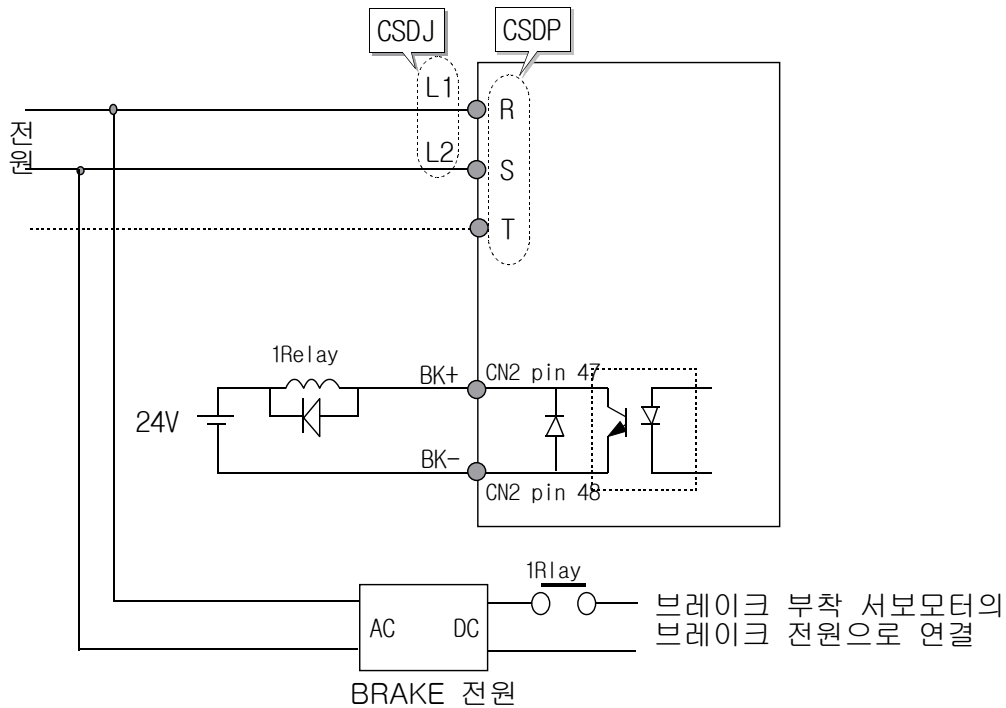 CSDJ
CSDP
L1
R
전원
L2
S
T
1Relay
BK+
CN2 pin 47
24V
BK-
CN2 pin 48
1Rlay
AC
DC
브레이크 부착 서보모터의
브레이크 전원으로 연결
BRAKE 전원